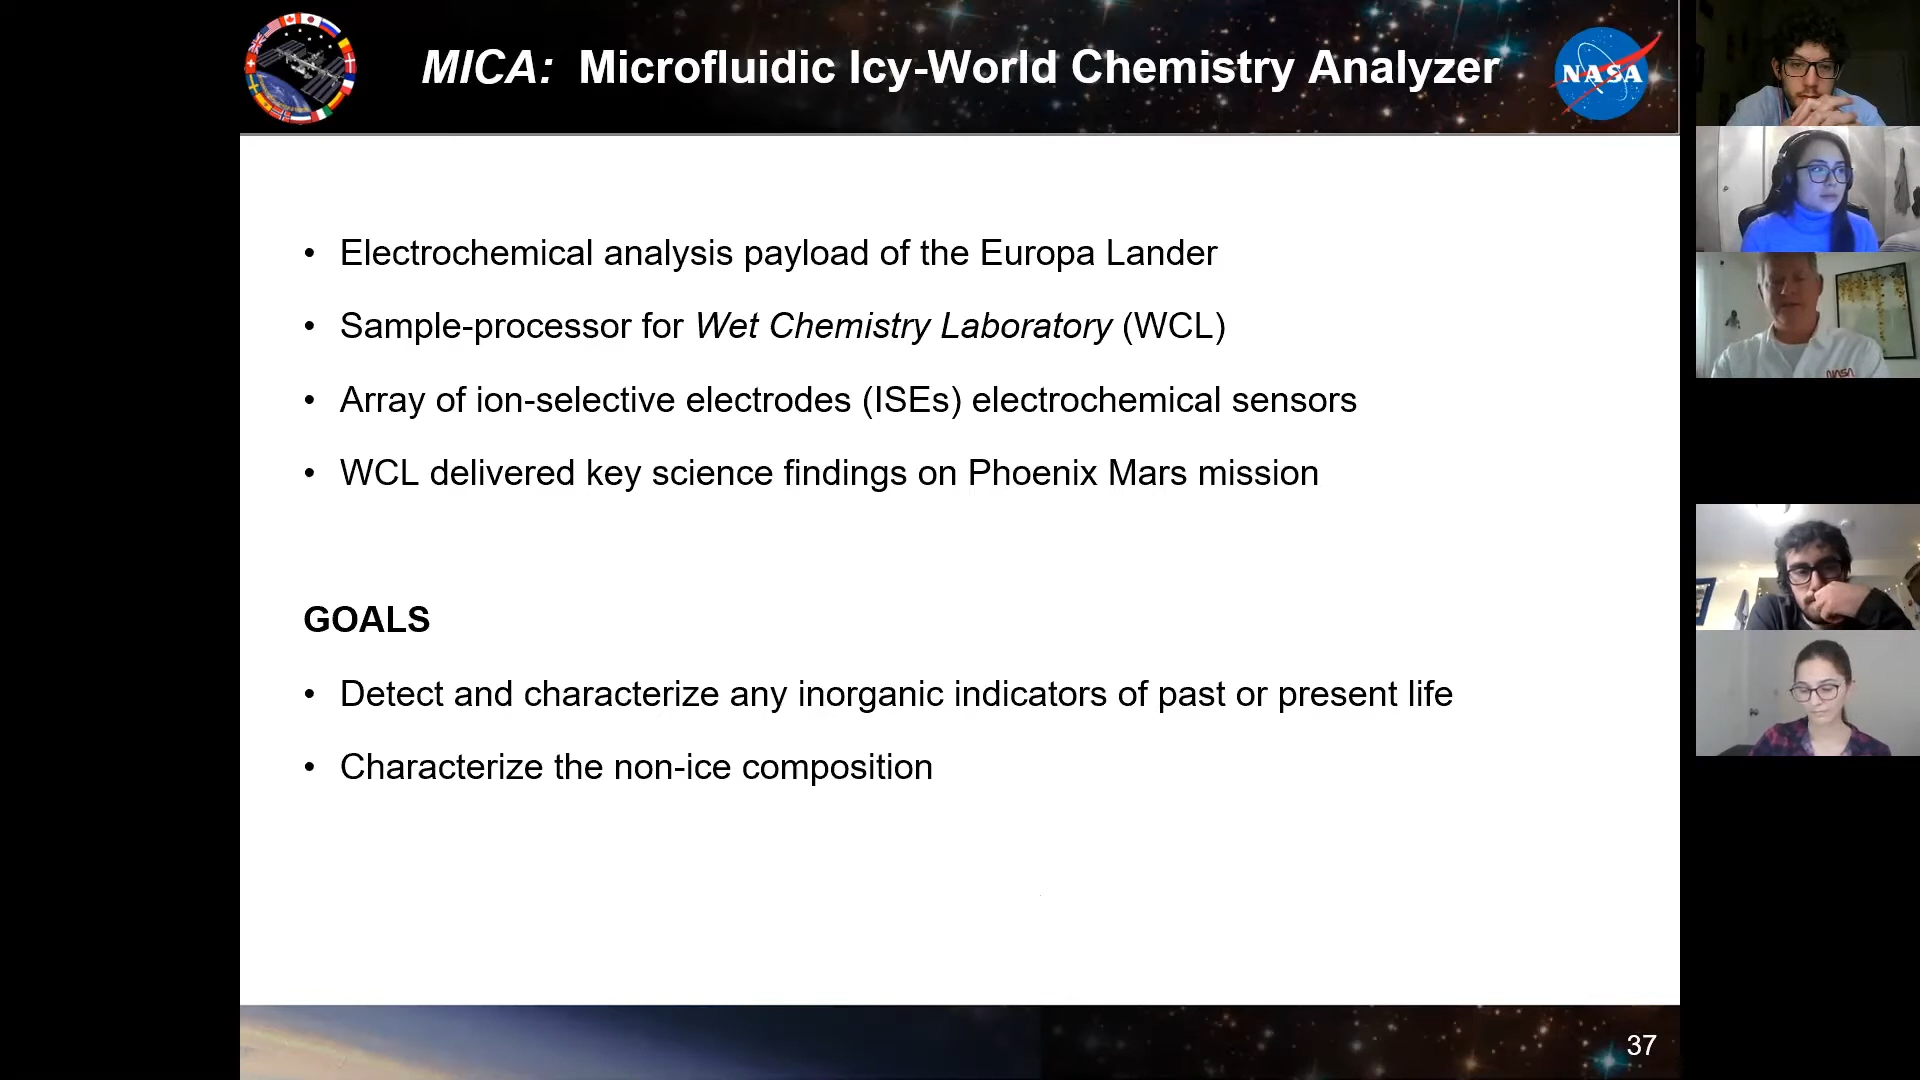 MICA: Microfluidic Icy-World Chemistry Analyzer
NASA
• Electrochemical analysis payload of the Europa Lander
• Sample-processor for Wet Chemistry Laboratory (WCL)
• Array of ion-selective electrodes (ISEs) electrochemical sensors
• WCL delivered key science findings on Phoenix Mars mission
GOALS
• Detect and characterize any inorganic indicators of past or present life
• Characterize the non-ice composition
37
NASA